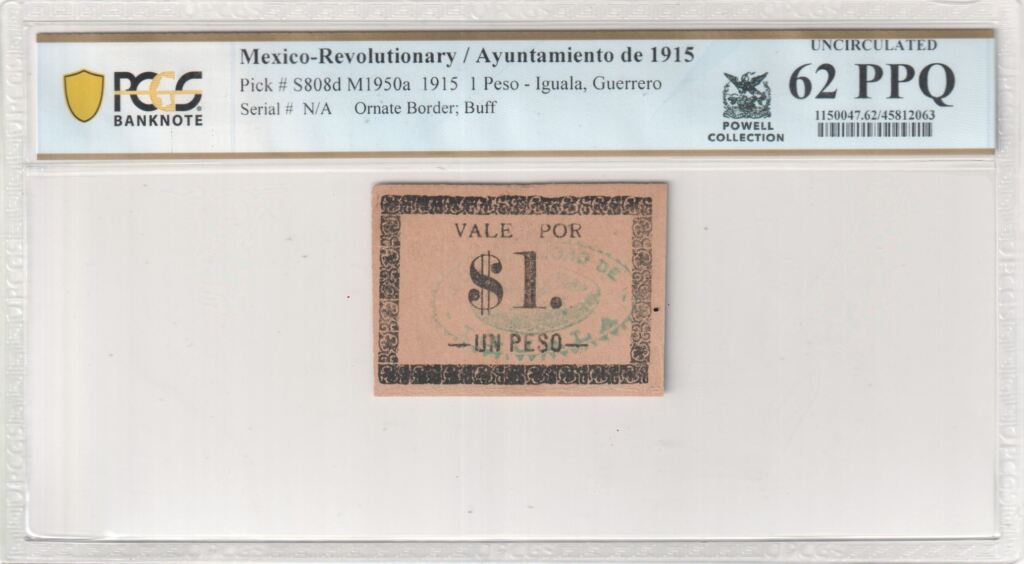 PCGS
BANKNOTE
Mexico-Revolutionary / Ayuntamiento de 1915
Pick # S808d M1950a 1915 1 Peso - Iguala, Guerrero
Serial # N/A Ornate Border; Buff
POWELL
COLLECTION
UNCIRCULATED
62 PPQ
1150047.62/45812063
VALE POR
$1.
—UN PESO—
DE